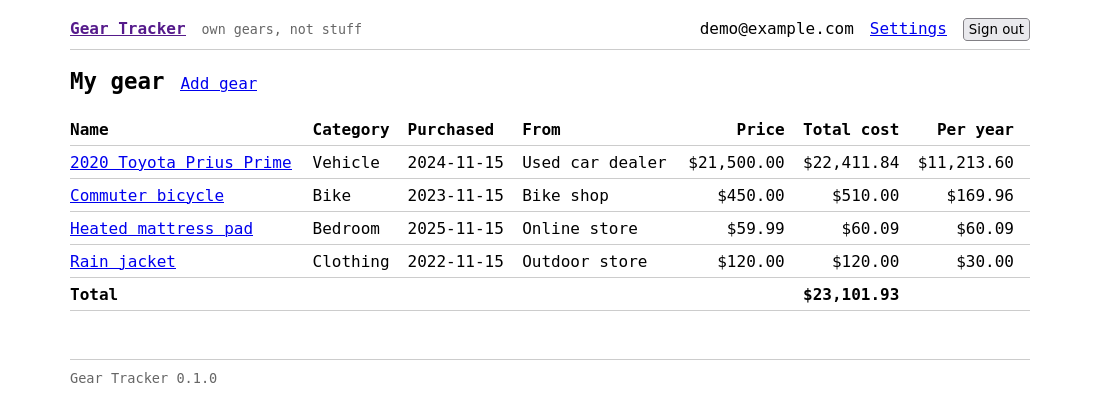 Gear Tracker own gears, not stuff demo@example.com Settings Sign out
My gear Add gear
Name Category Purchased From Price Total cost Per year
2020 Toyota Prius Prime Vehicle 2024-11-15 Used car dealer $21,500.00 $22,411.84 $11,213.60
Commuter bicycle Bike 2023-11-15 Bike shop $450.00 $510.00 $169.96
Heated mattress pad Bedroom 2025-11-15 Online store $59.99 $60.09 $60.09
Rain jacket Clothing 2022-11-15 Outdoor store $120.00 $120.00 $30.00
Total $23,101.93
Gear Tracker 0.1.0